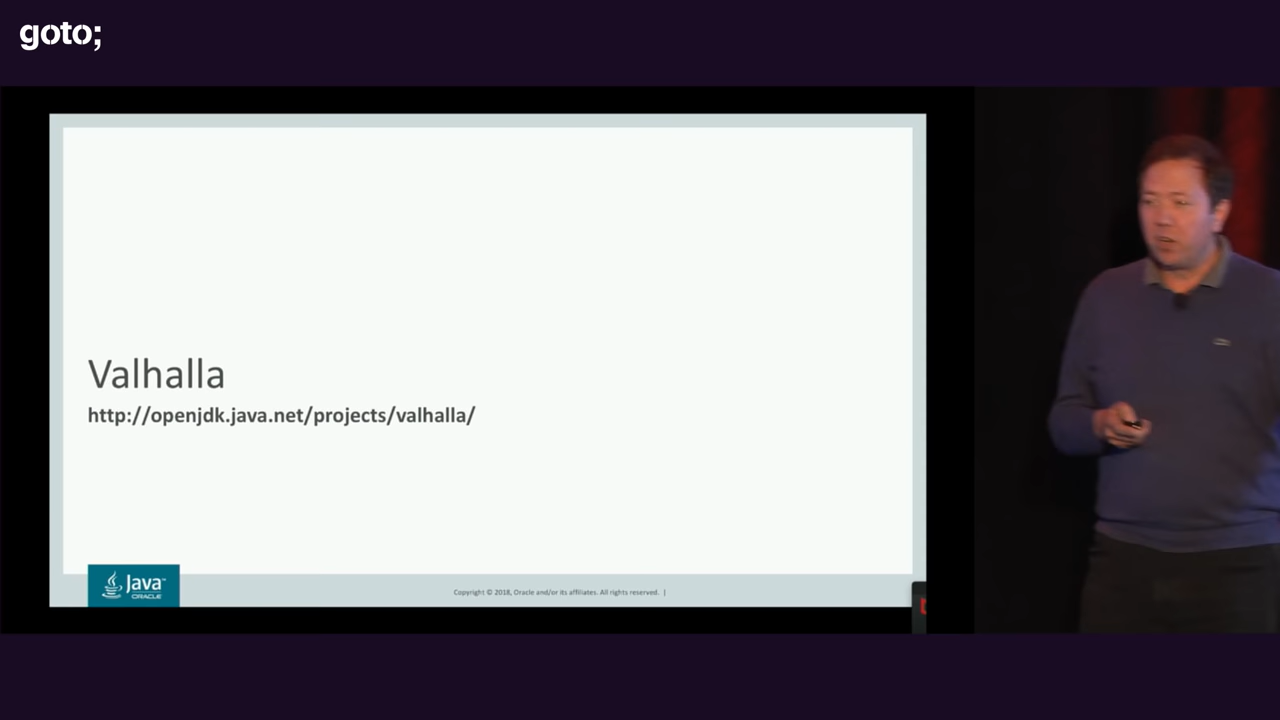 goto;
Valhalla
http://openjdk.java.net/projects/valhalla/
Java™
ORACLE
Copyright © 2018, Oracle and/or its affiliates. All rights reserved. |